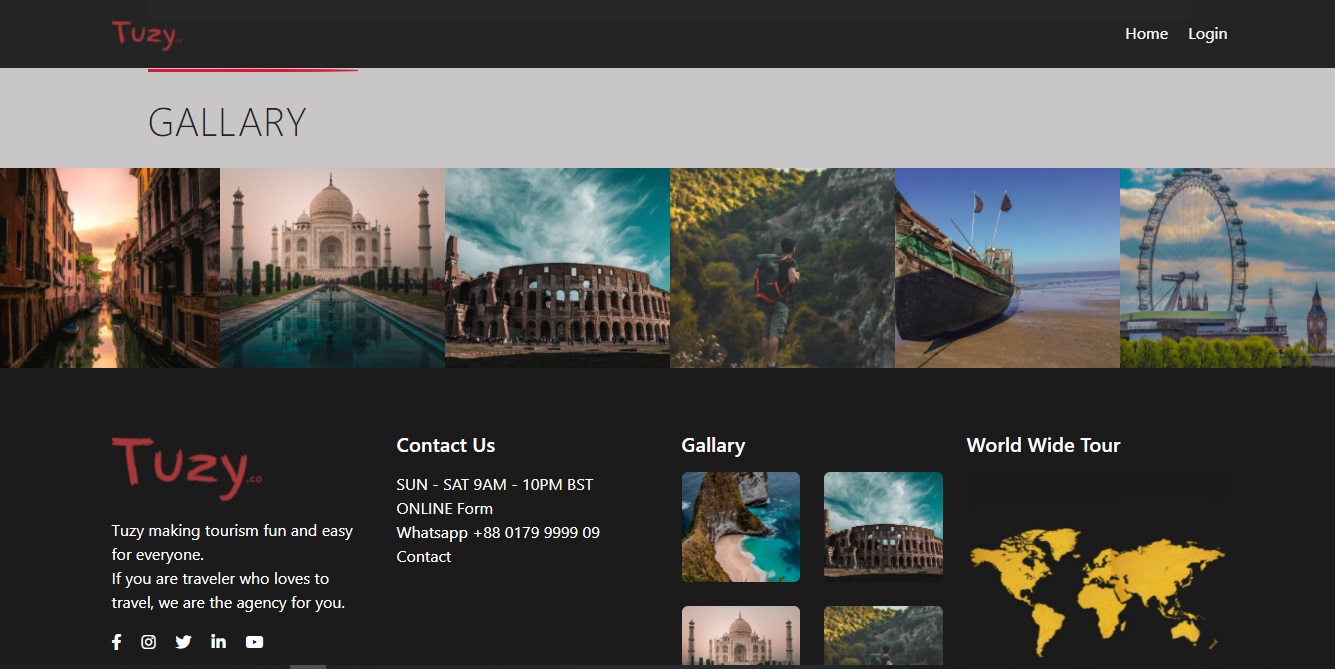 Tuzy.co
Home Login
GALLARY
Tuzy.co
Tuzy making tourism fun and easy
for everyone.
If you are traveler who loves to
travel, we are the agency for you.
Contact Us
SUN - SAT 9AM - 10PM BST
ONLINE Form
Whatsapp +88 0179 9999 09
Contact
Gallary
World Wide Tour